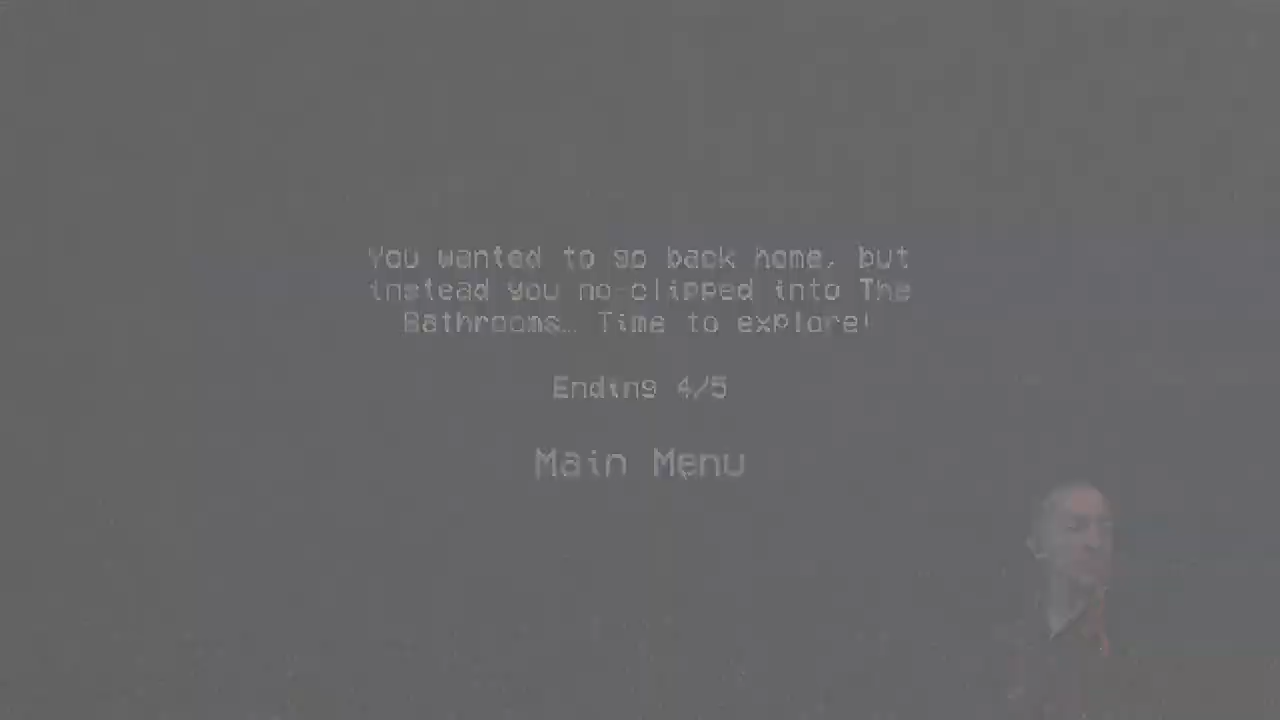 You wanted to go back home, but
instead you no-clipped into The
Bathrooms… Time to explore!
Ending 4/5
Main Menu